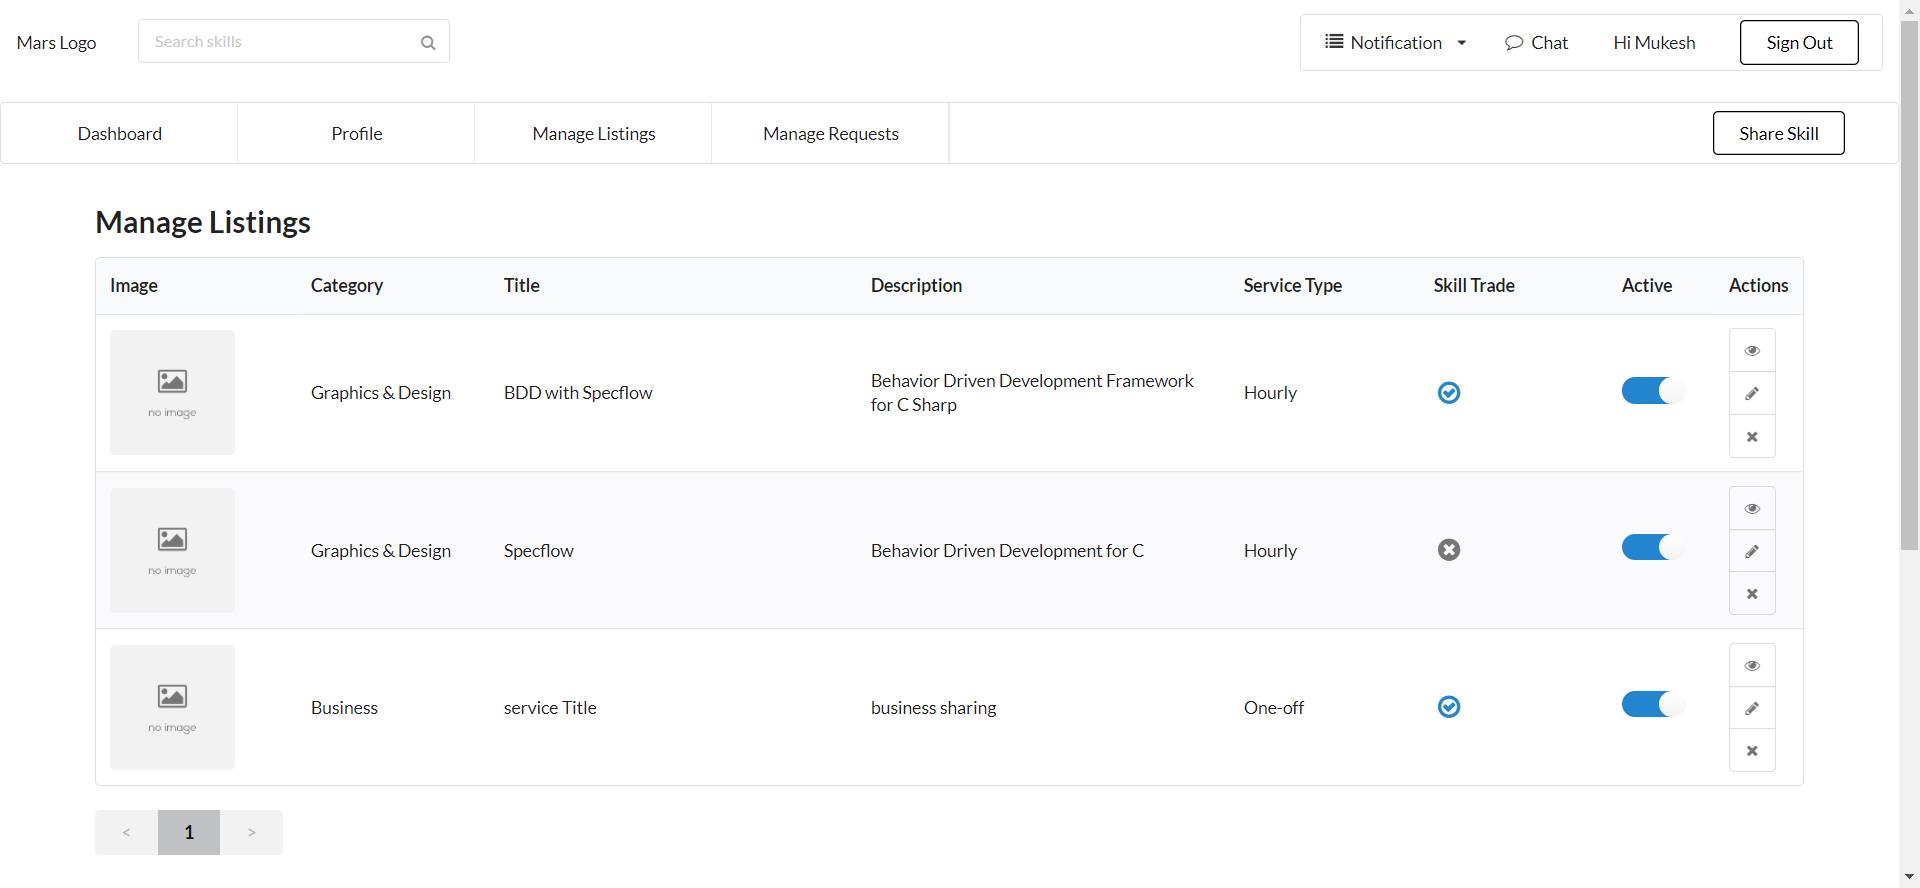 Mars Logo
Search skills
Notification
Chat
Hi Mukesh
Sign Out
Dashboard
Profile
Manage Listings
Manage Requests
Share Skill
Manage Listings
Image Category Title Description Service Type Skill Trade Active Actions
no image
Graphics & Design
BDD with Specflow
Behavior Driven Development Framework
for C Sharp
Hourly
no image
Graphics & Design
Specflow
Behavior Driven Development for C
Hourly
no image
Business
service Title
business sharing
One-off
< 1 >